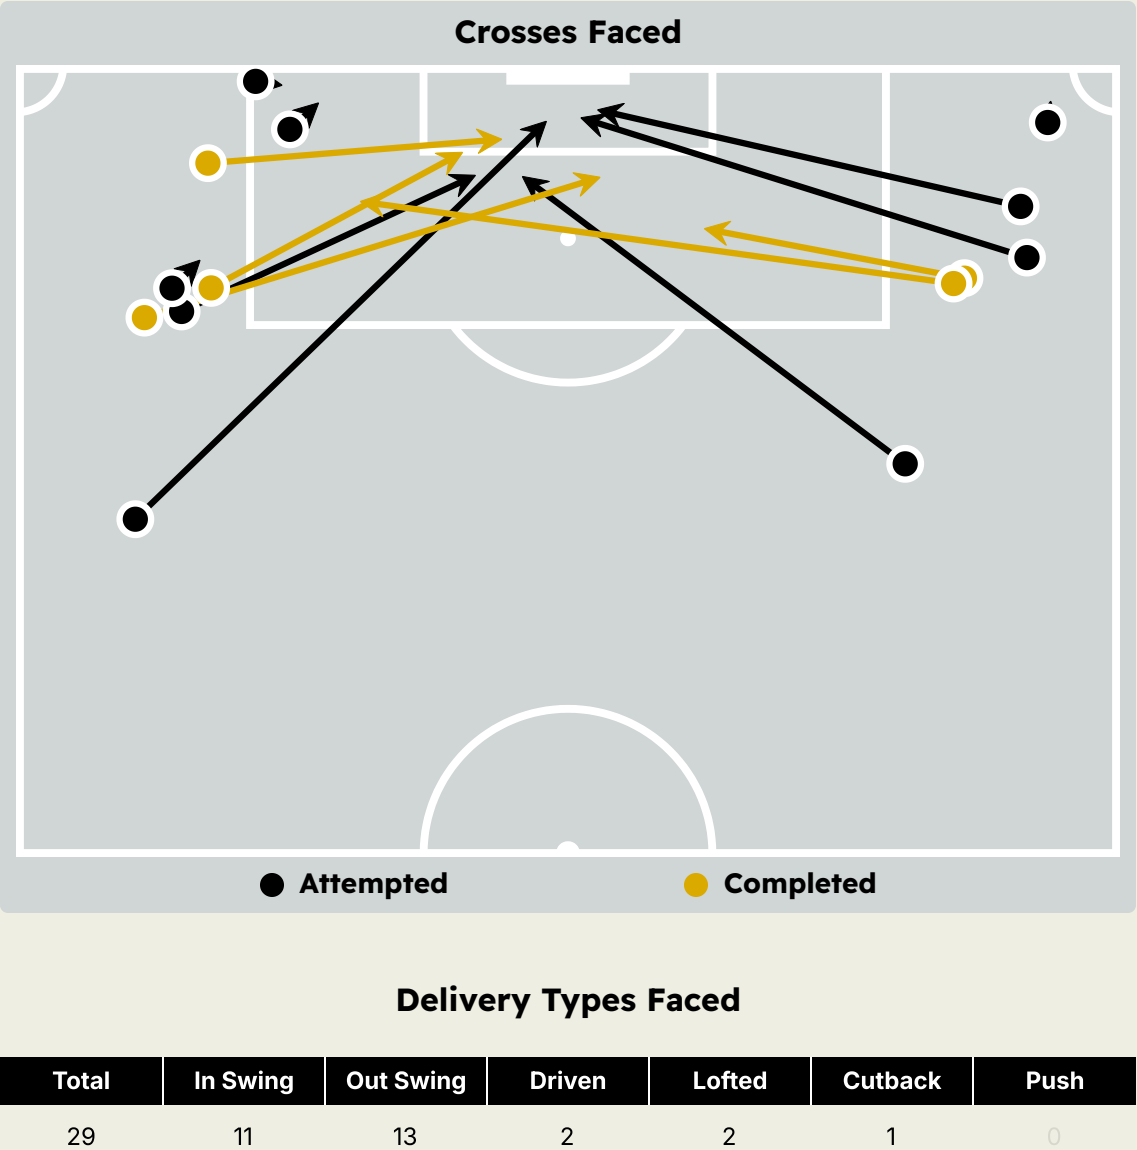 Crosses Faced
Attempted Completed
Delivery Types Faced
Total In Swing Out Swing Driven Lofted Cutback Push
29 11 13 2 2 1 0